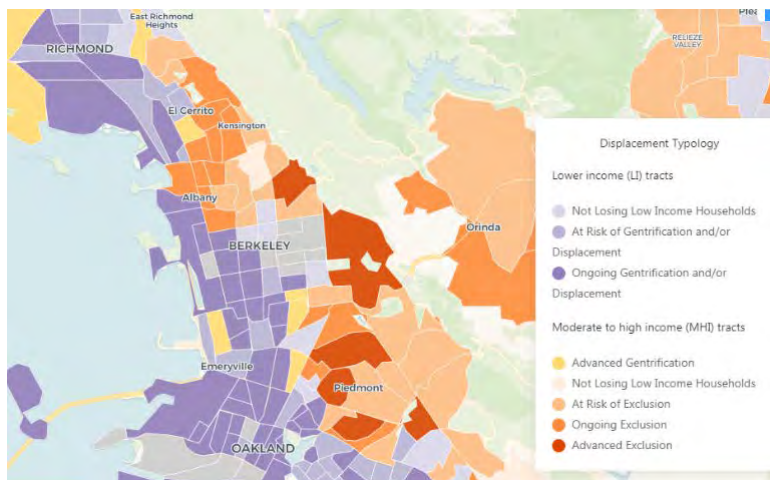 East Richmond
Heights
Plea
RICHMOND
RELIEZE
VALLEY
El Cerrito
Kensington
Albany
BERKELEY
Orinda
Emeryville
Piedmont
OAKLAND
Displacement Typology
Lower income (LI) tracts
Not Losing Low Income Households
At Risk of Gentrification and/or
Displacement
Ongoing Gentrification and/or
Displacement
Moderate to high income (MHI) tracts
Advanced Gentrification
Not Losing Low Income Households
At Risk of Exclusion
Ongoing Exclusion
Advanced Exclusion